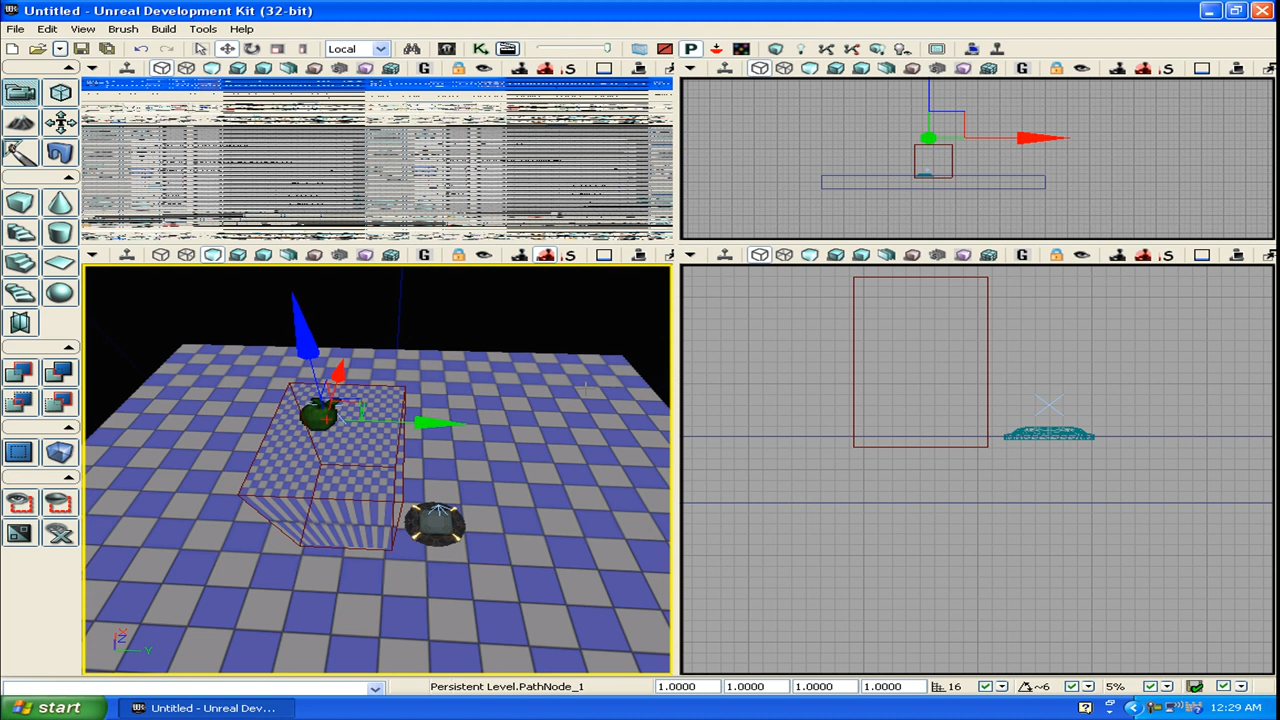 Untitled - Unreal Development Kit (32-bit)
File Edit View Brush Build Tools Help
Local
P
G S G S
G S G S
X Z Y
Persistent Level.PathNode_1 1.0000 1.0000 1.0000 1.0000 16 ~6 5%
start Untitled - Unreal Dev... 12:29 AM